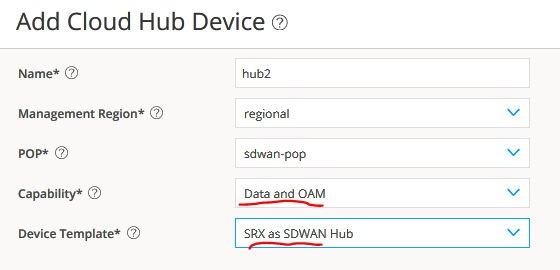 Add Cloud Hub Device ?
Name* ? hub2
Management Region* ? regional
POP* ? sdwan-pop
Capability* ? Data and OAM
Device Template* ? SRX as SDWAN Hub